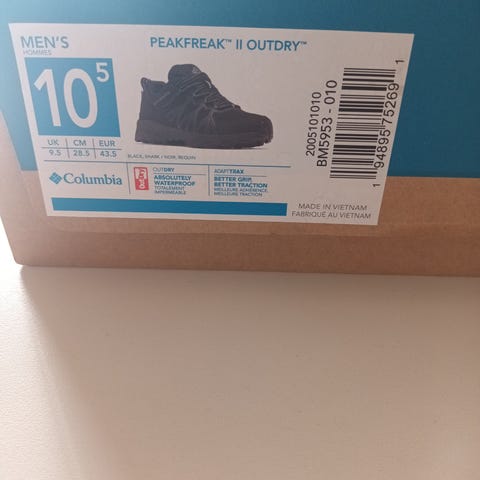 MEN'S
HOMMES
10 5
UK CM EUR
9.5 28.5 43.5
PEAKFREAK™ II OUTDRY™
BLACK, SHARK / NOIR, REQUIN
Columbia
OutDry
OUTDRY
ABSOLUTELY
WATERPROOF
TOTALEMENT
IMPERMÉABLE
ADAPTTRAX
BETTER GRIP,
BETTER TRACTION
MEILLEURE ADHÉRENCE,
MEILLEURE TRACTION
2005101010
BM5953 - 010
1 94895 75269 1
MADE IN VIETNAM
FABRIQUÉ AU VIETNAM